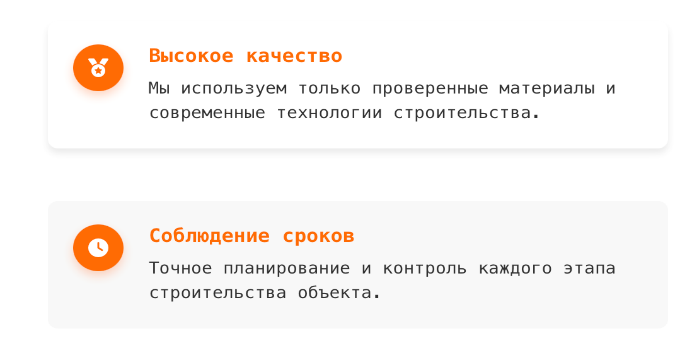 Высокое качество
Мы используем только проверенные материалы и
современные технологии строительства.
Соблюдение сроков
Точное планирование и контроль каждого этапа
строительства объекта.